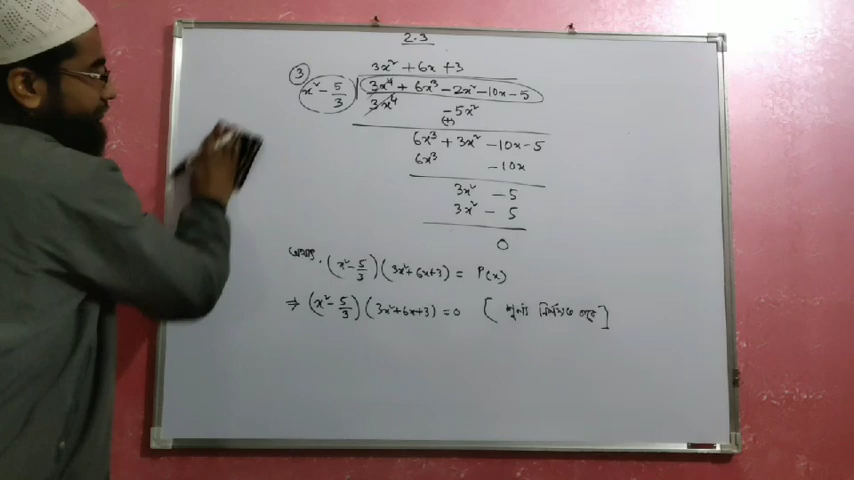 2.3
3x² + 6x + 3
③ x² - 5/3 | 3x⁴ + 6x³ - 2x² - 10x - 5
3x⁴ - 5x²
(+)
6x³ + 3x² - 10x - 5
6x³ - 10x
3x² - 5
3x² - 5
0
(x² - 5/3)(3x² + 6x + 3) = P(x)
⇒ (x² - 5/3)(3x² + 6x + 3) = 0 [ ]